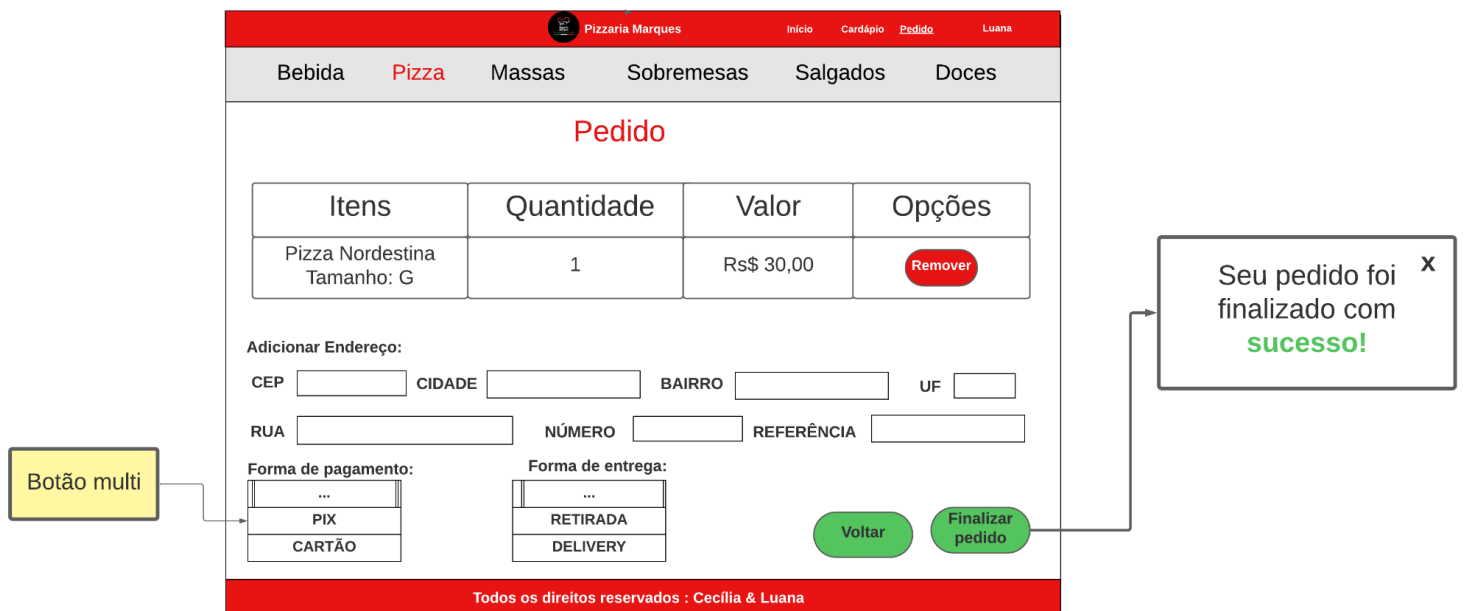 Pizzaria Marques
Início Cardápio Pedido Luana
Bebida Pizza Massas Sobremesas Salgados Doces
Pedido
Itens Quantidade Valor Opções
Pizza Nordestina
Tamanho: G
1
Rs$ 30,00
Remover
Adicionar Endereço:
CEP CIDADE BAIRRO UF
RUA NÚMERO REFERÊNCIA
Forma de pagamento:
...
PIX
CARTÃO
Forma de entrega:
...
RETIRADA
DELIVERY
Voltar
Finalizar
pedido
Todos os direitos reservados : Cecília & Luana
Botão multi
X
Seu pedido foi
finalizado com
sucesso!